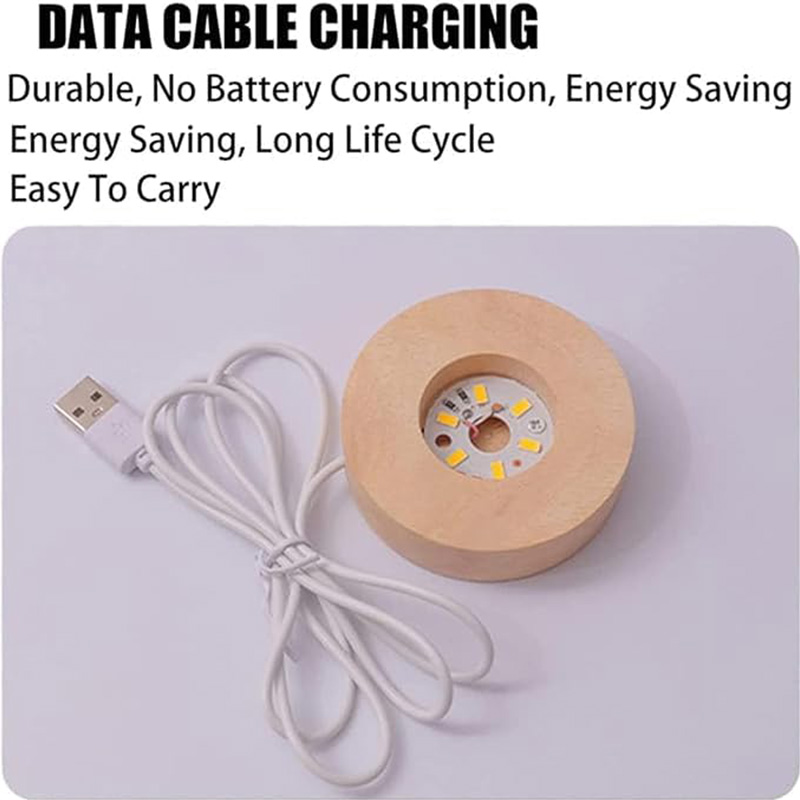 DATA CABLE CHARGING
Durable, No Battery Consumption, Energy Saving
Energy Saving, Long Life Cycle
Easy To Carry